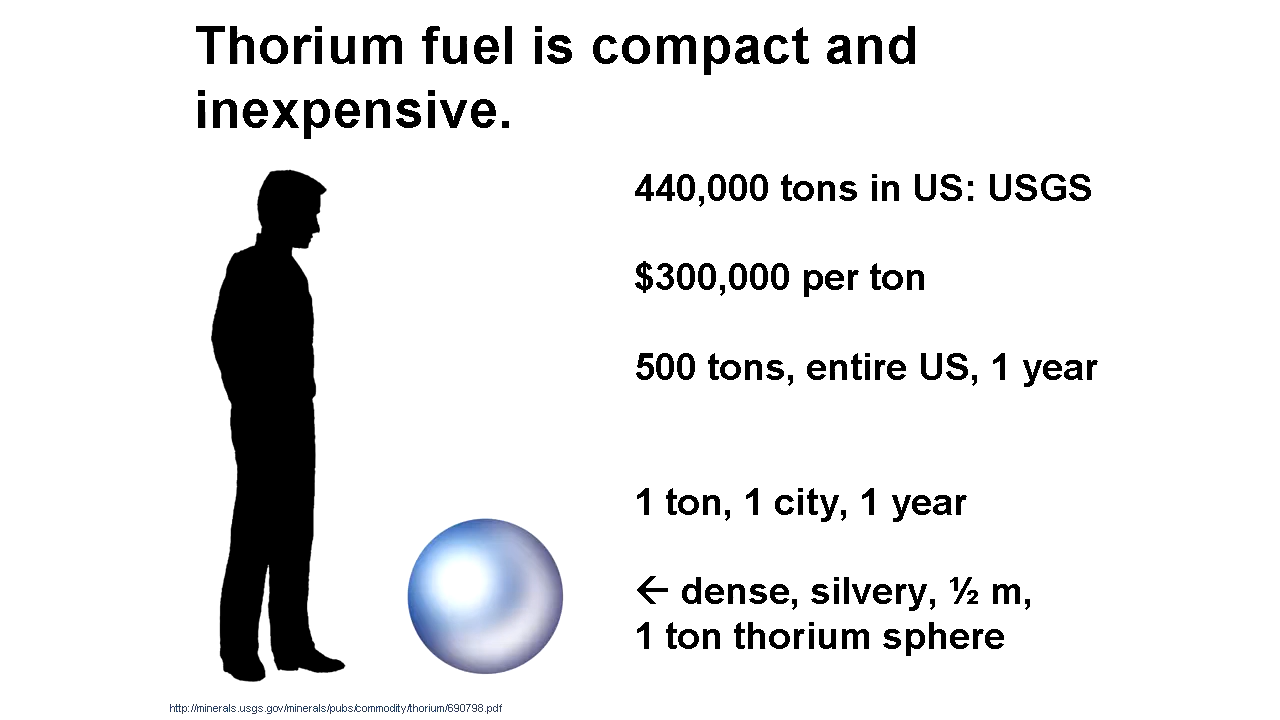 Thorium fuel is compact and
inexpensive.
440,000 tons in US: USGS
$300,000 per ton
500 tons, entire US, 1 year
1 ton, 1 city, 1 year
← dense, silvery, ½ m,
1 ton thorium sphere
http://minerals.usgs.gov/minerals/pubs/commodity/thorium/690798.pdf